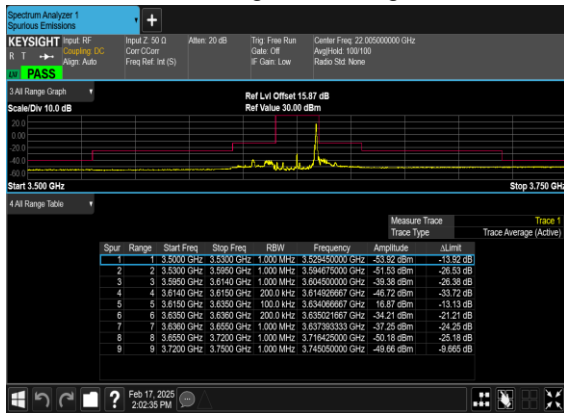 Spectrum Analyzer 1
Spurious Emissions
KEYSIGHT Input: RF Input Z: 50 Ω Atten: 20 dB Trig: Free Run Center Freq: 22.005000000 GHz
R T Coupling: DC Corr CCorr Gate: Off Avg|Hold: 100/100
Align: Auto Freq Ref: Int (S) IF Gain: Low Radio Std: None
PASS
3 All Range Graph
Ref Lvl Offset 15.87 dB
Scale/Div 10.0 dB Ref Value 30.00 dBm
20.0
0.00
-20.0
-40.0
-60.0
Start 3.500 GHz Stop 3.750 GHz
4 All Range Table
Measure Trace Trace 1
Trace Type Trace Average (Active)
Spur Range Start Freq Stop Freq RBW Frequency Amplitude ΔLimit
1 1 3.5000 GHz 3.5300 GHz 1.000 MHz 3.529450000 GHz -53.92 dBm -13.92 dB
2 2 3.5300 GHz 3.5950 GHz 1.000 MHz 3.594675000 GHz -51.53 dBm -26.53 dB
3 3 3.5950 GHz 3.6140 GHz 1.000 MHz 3.604500000 GHz -39.38 dBm -26.38 dB
4 4 3.6140 GHz 3.6150 GHz 200.0 kHz 3.614926667 GHz -46.72 dBm -33.72 dB
5 5 3.6150 GHz 3.6350 GHz 100.0 kHz 3.634066667 GHz 16.87 dBm -13.13 dB
6 6 3.6350 GHz 3.6360 GHz 200.0 kHz 3.635021667 GHz -34.21 dBm -21.21 dB
7 7 3.6360 GHz 3.6550 GHz 1.000 MHz 3.637393333 GHz -37.25 dBm -24.25 dB
8 8 3.6550 GHz 3.7200 GHz 1.000 MHz 3.716425000 GHz -50.18 dBm -25.18 dB
9 9 3.7200 GHz 3.7500 GHz 1.000 MHz 3.745050000 GHz -49.66 dBm -9.665 dB
Feb 17, 2025
2:02:35 PM